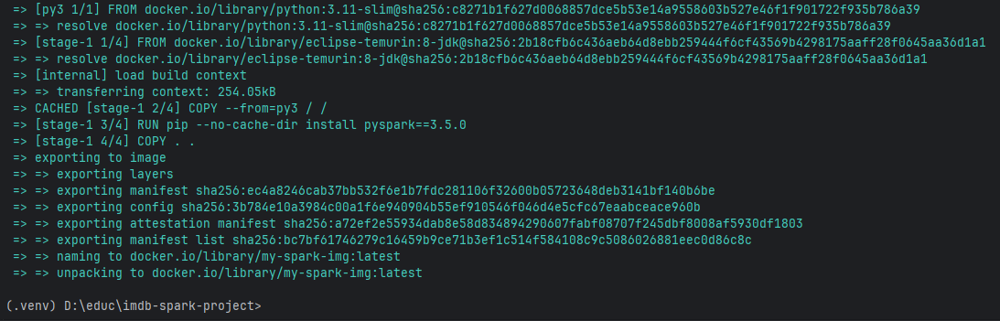 => [py3 1/1] FROM docker.io/library/python:3.11-slim@sha256:c8271b1f627d0068857dce5b53e14a9558603b527e46f1f901722f935b786a39
=> => resolve docker.io/library/python:3.11-slim@sha256:c8271b1f627d0068857dce5b53e14a9558603b527e46f1f901722f935b786a39
=> [stage-1 1/4] FROM docker.io/library/eclipse-temurin:8-jdk@sha256:2b18cfb6c436aeb64d8ebb259444f6cf43569b4298175aaff28f0645aa36d1a1
=> => resolve docker.io/library/eclipse-temurin:8-jdk@sha256:2b18cfb6c436aeb64d8ebb259444f6cf43569b4298175aaff28f0645aa36d1a1
=> [internal] load build context
=> => transferring context: 254.05kB
=> CACHED [stage-1 2/4] COPY --from=py3 / /
=> [stage-1 3/4] RUN pip --no-cache-dir install pyspark==3.5.0
=> [stage-1 4/4] COPY . .
=> exporting to image
=> => exporting layers
=> => exporting manifest sha256:ec4a8246cab37bb532f6e1b7fdc281106f32600b05723648deb3141bf140b6be
=> => exporting config sha256:3b784e10a3984c00a1f6e940904b55ef910546f046d4e5cfc67eaabceace960b
=> => exporting attestation manifest sha256:a72ef2e55934dab8e58d834894290607fabf08707f245dbf8008af5930df1803
=> => exporting manifest list sha256:bc7bf61746279c16459b9ce71b3ef1c514f584108c9c5086026881eec0d86c8c
=> => naming to docker.io/library/my-spark-img:latest
=> => unpacking to docker.io/library/my-spark-img:latest
(.venv) D:\educ\imdb-spark-project>